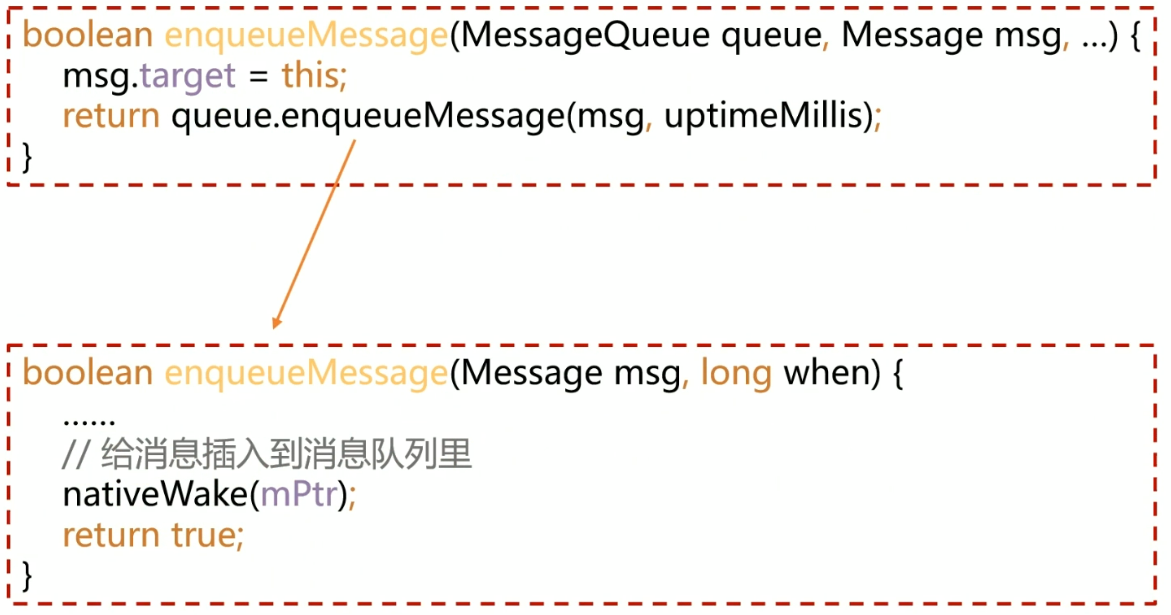 boolean enqueueMessage(MessageQueue queue, Message msg, ...) {
msg.target = this;
return queue.enqueueMessage(msg, uptimeMillis);
}
boolean enqueueMessage(Message msg, long when) {
......
// 给消息插入到消息队列里
nativeWake(mPtr);
return true;
}